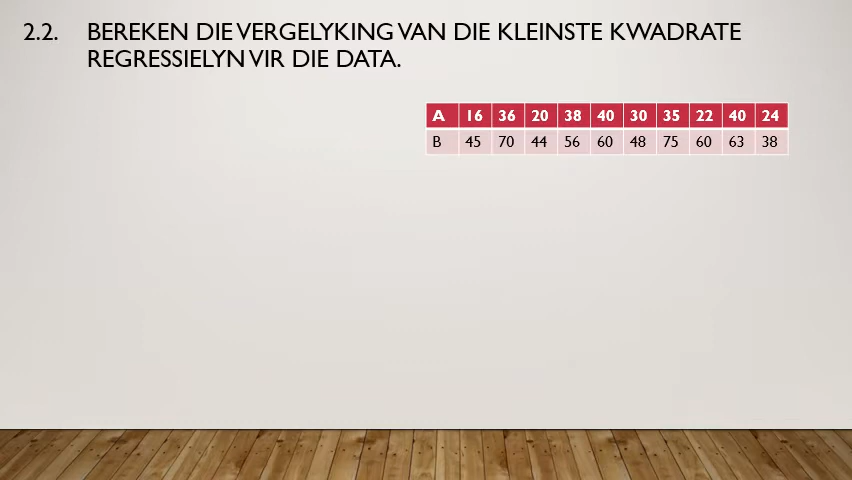 2.2. BEREKEN DIE VERGELYKING VAN DIE KLEINSTE KWADRATE
REGRESSIELYN VIR DIE DATA.
A 16 36 20 38 40 30 35 22 40 24
B 45 70 44 56 60 48 75 60 63 38